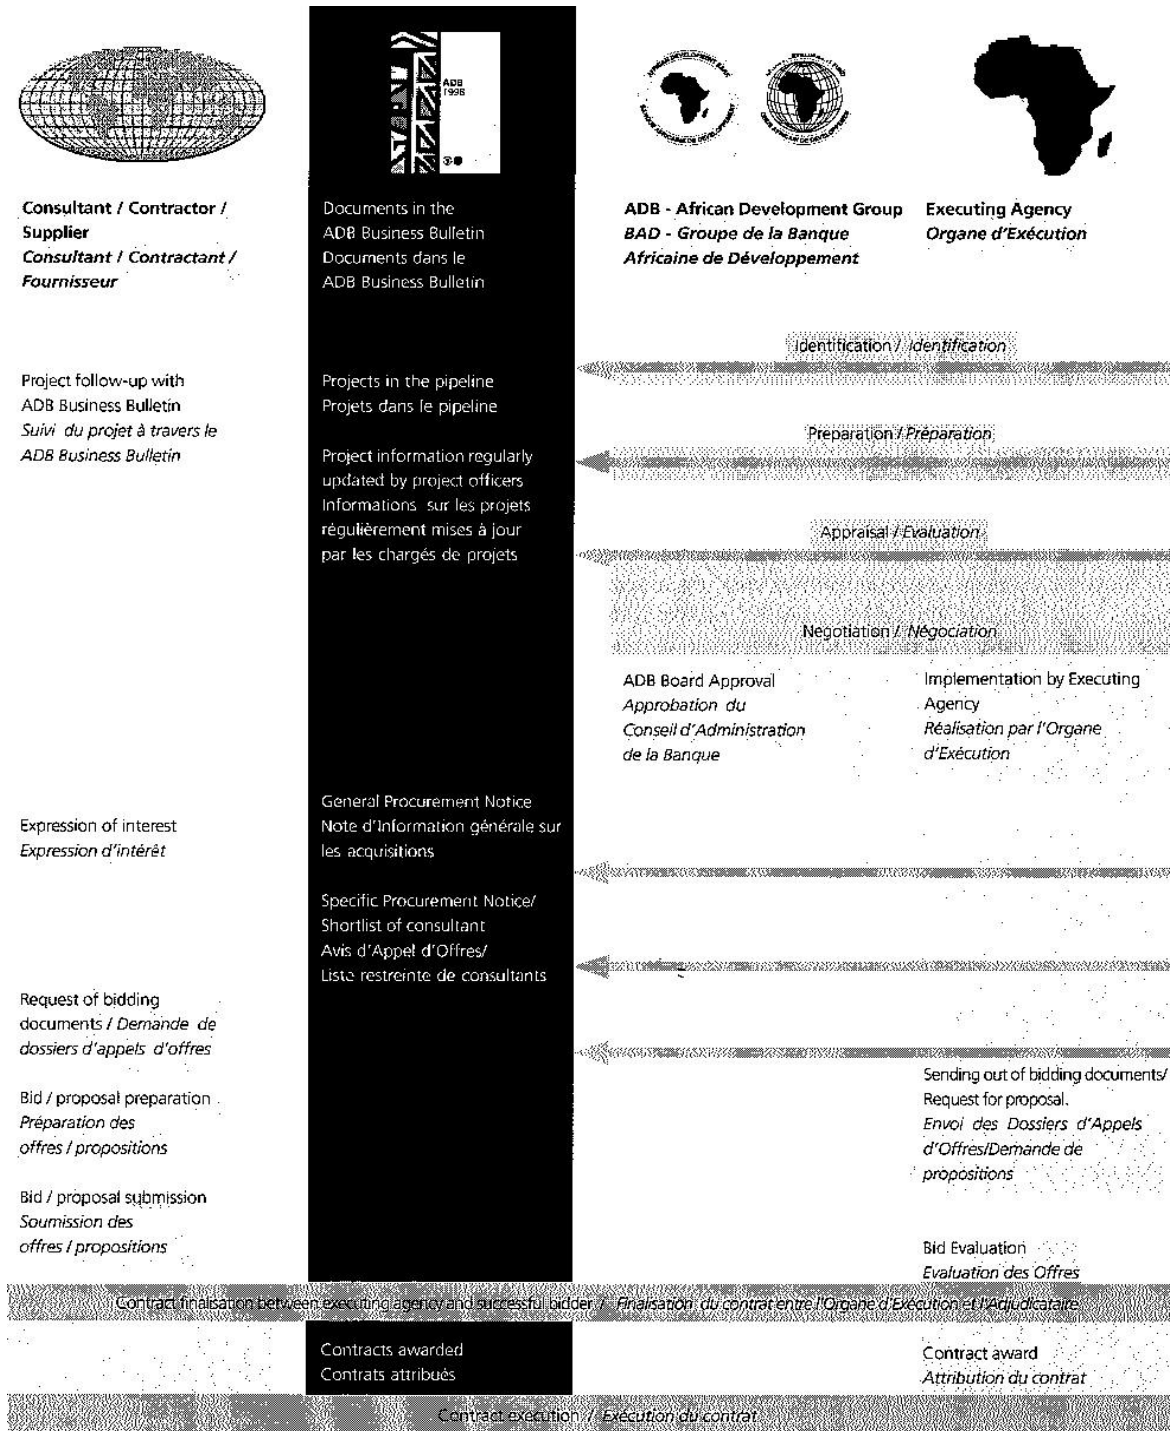 ADB
1998
Consultant / Contractor /
Supplier
Consultant / Contractant /
Fournisseur
Documents in the
ADB Business Bulletin
Documents dans le
ADB Business Bulletin
ADB - African Development Group
BAD - Groupe de la Banque
Africaine de Développement
Executing Agency
Organe d'Exécution
Identification / Identification
Project follow-up with
ADB Business Bulletin
Suivi du projet à travers le
ADB Business Bulletin
Projects in the pipeline
Projets dans le pipeline
Preparation / Préparation
Project information regularly
updated by project officers
Informations sur les projets
régulièrement mises à jour
par les chargés de projets
Appraisal / Evaluation
Negotiation / Négociation
ADB Board Approval
Approbation du
Conseil d'Administration
de la Banque
Implementation by Executing
Agency
Réalisation par l'Organe
d'Exécution
General Procurement Notice
Note d'Information générale sur
les acquisitions
Expression of interest
Expression d'intérêt
Specific Procurement Notice/
Shortlist of consultant
Avis d'Appel d'Offres/
Liste restreinte de consultants
Request of bidding
documents / Demande de
dossiers d'appels d'offres
Sending out of bidding documents/
Request for proposal.
Envoi des Dossiers d'Appels
d'Offres/Demande de
propositions
Bid / proposal preparation
Préparation des
offres / propositions
Bid / proposal submission
Soumission des
offres / propositions
Bid Evaluation
Evaluation des Offres
Contract finalisation between executing agency and successful bidder / Finalisation du contrat entre l'Organe d'Exécution et l'Adjudicataire
Contracts awarded
Contrats attribués
Contract award
Attribution du contrat
Contract execution / Exécution du contrat